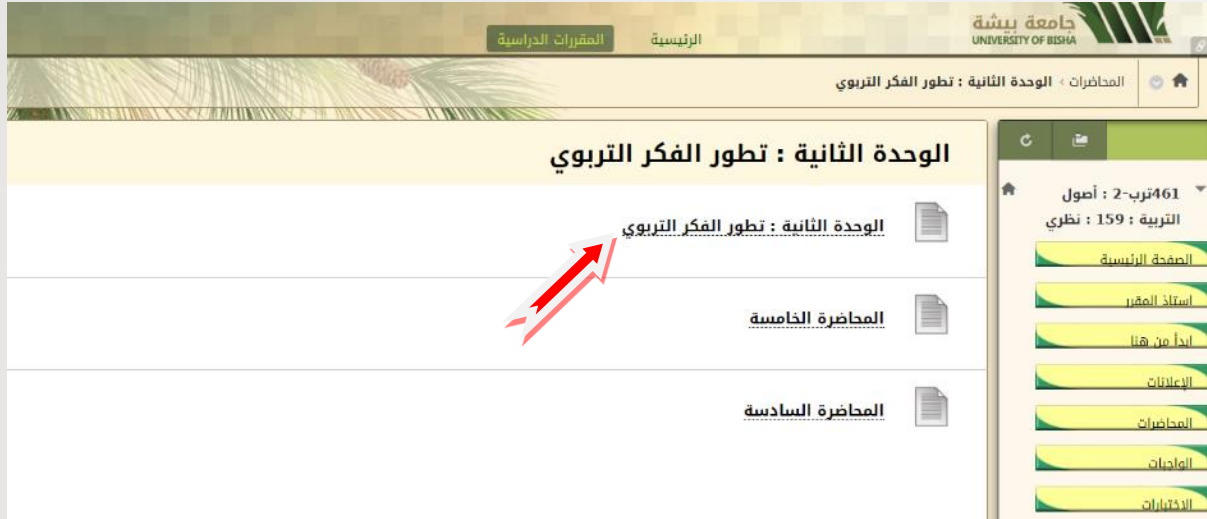 جامعة بيشة
UNIVERSITY OF BISHA
الرئيسية
المقررات الدراسية
المحاضرات › الوحدة الثانية : تطور الفكر التربوي
461ترب-2 : أصول
التربية : 159 : نظري
الصفحة الرئيسية
استاذ المقرر
ابدأ من هنا
الإعلانات
المحاضرات
الواجبات
الاختبارات
الوحدة الثانية : تطور الفكر التربوي
الوحدة الثانية : تطور الفكر التربوي
المحاضرة الخامسة
المحاضرة السادسة